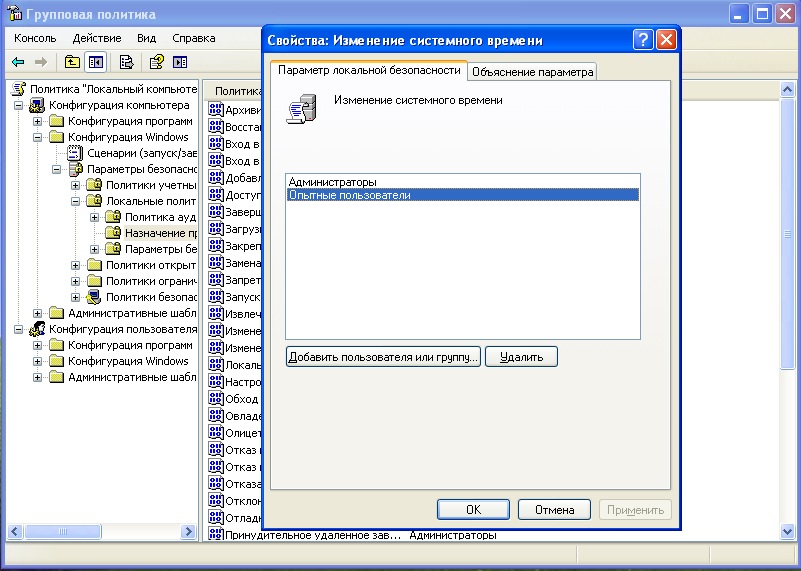 Групповая политика
Консоль Действие Вид Справка
Политика "Локальный компьюте
Конфигурация компьютера
Конфигурация программ
Конфигурация Windows
Сценарии (запуск/зав
Параметры безопасно
Политики учетны
Локальные полит
Политика ауд
Назначение пр
Параметры бе
Политики открыт
Политики огранич
Политики безопас
Административные шабл
Конфигурация пользователя
Конфигурация программ
Конфигурация Windows
Административные шабл
Политика
Архиви
Восста
Вход в
Вход в
Добавл
Доступ
Заверш
Загрузк
Закреп
Замена
Запрет
Запуск
Извлеч
Измене
Измене
Локаль
Настро
Обход
Овладе
Олицет
Отказ
Отказ
Отказа
Отклон
Отладк
Принудительное удаленное зав... Администраторы
Свойства: Изменение системного времени
Параметр локальной безопасности
Объяснение параметра
Изменение системного времени
Администраторы
Опытные пользователи
Добавить пользователя или группу...
Удалить
ОК
Отмена
Применить